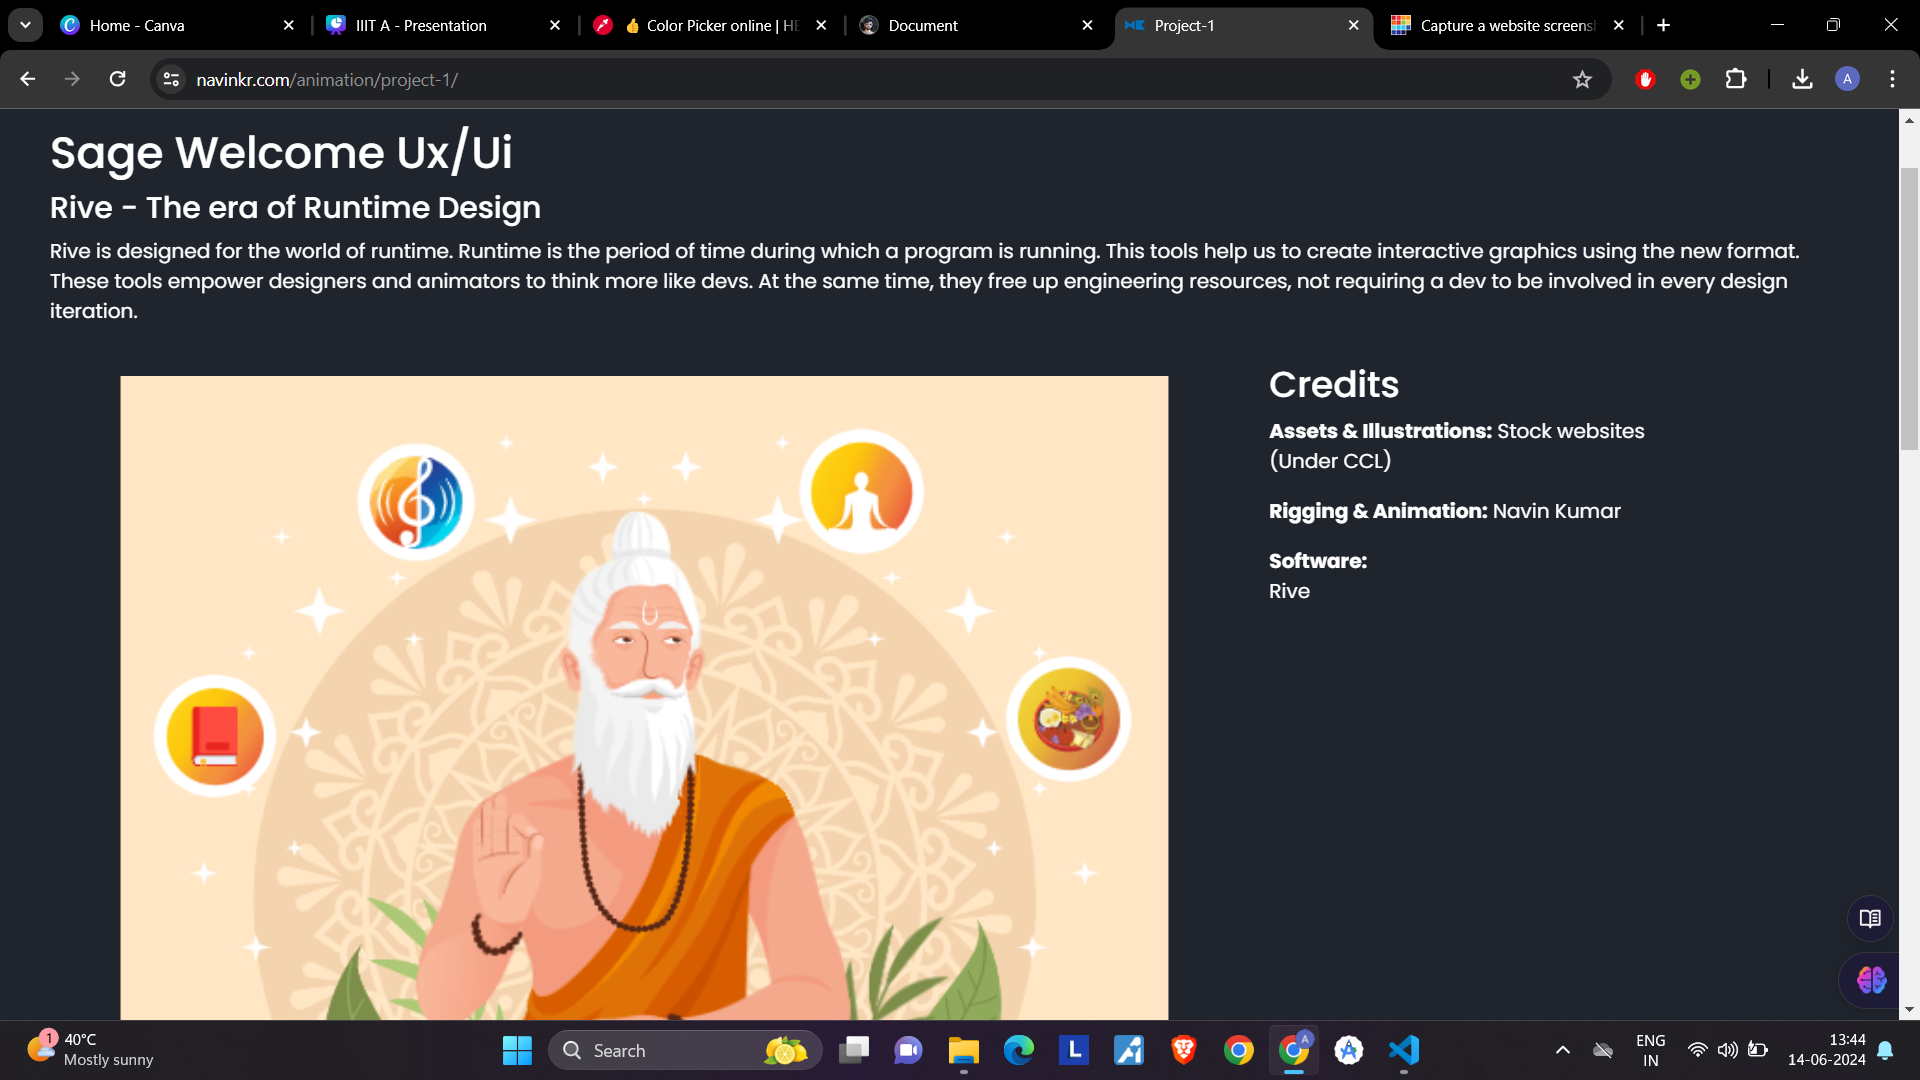 Home - Canva
IIIT A - Presentation
👍 Color Picker online | HE
Document
Project-1
Capture a website screens
navinkr.com/animation/project-1/
A
Sage Welcome Ux/Ui
Rive - The era of Runtime Design
Rive is designed for the world of runtime. Runtime is the period of time during which a program is running. This tools help us to create interactive graphics using the new format.
These tools empower designers and animators to think more like devs. At the same time, they free up engineering resources, not requiring a dev to be involved in every design
iteration.
Credits
Assets & Illustrations: Stock websites
(Under CCL)
Rigging & Animation: Navin Kumar
Software:
Rive
1
40°C
Mostly sunny
Search
L
A
ENG
IN
13:44
14-06-2024